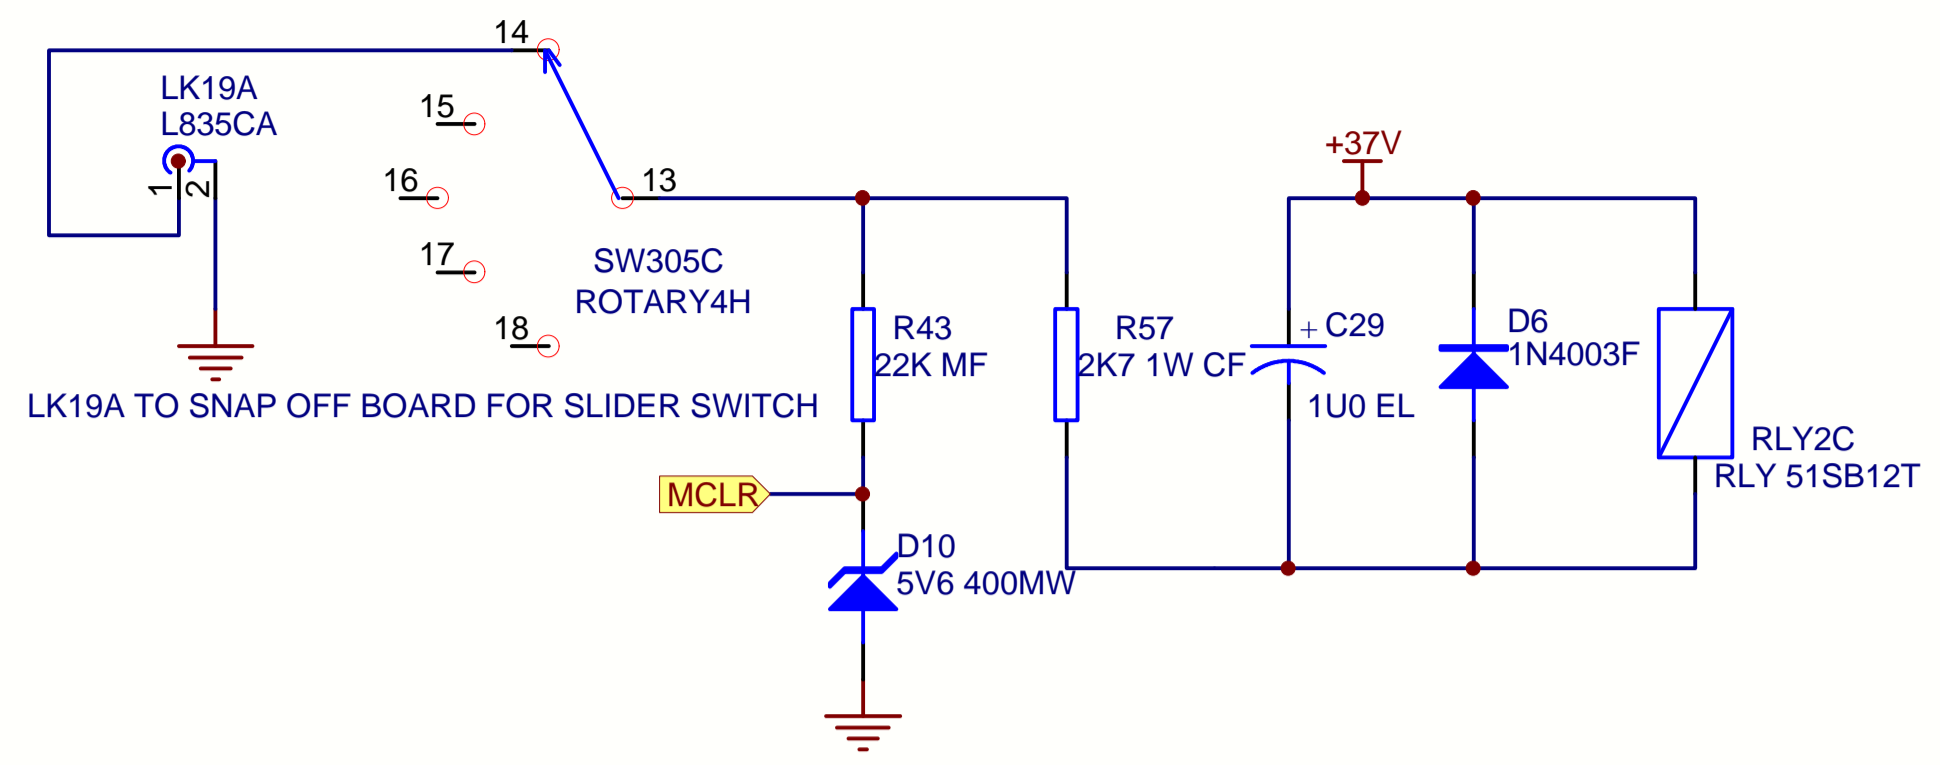 14
LK19A
L835CA
15
1
2
16
13
+37V
17
SW305C
ROTARY4H
18
R43
22K MF
R57
2K7 1W CF
+ C29
1U0 EL
D6
1N4003F
LK19A TO SNAP OFF BOARD FOR SLIDER SWITCH
RLY2C
RLY 51SB12T
MCLR
D10
5V6 400MW